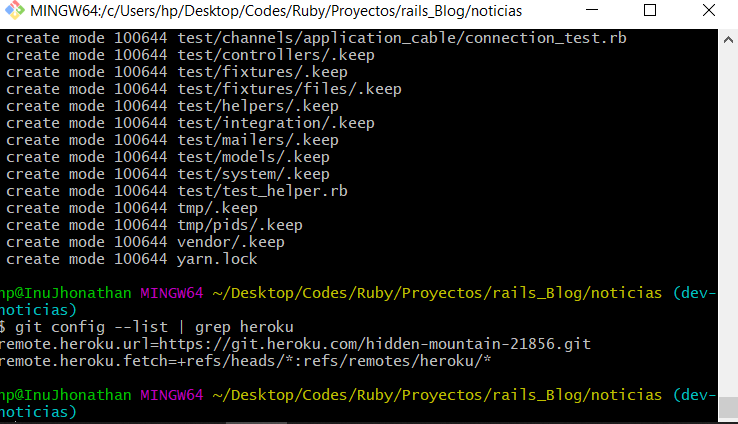 MINGW64:/c/Users/hp/Desktop/Codes/Ruby/Proyectos/rails_Blog/noticias
create mode 100644 test/channels/application_cable/connection_test.rb
create mode 100644 test/controllers/.keep
create mode 100644 test/fixtures/.keep
create mode 100644 test/fixtures/files/.keep
create mode 100644 test/helpers/.keep
create mode 100644 test/integration/.keep
create mode 100644 test/mailers/.keep
create mode 100644 test/models/.keep
create mode 100644 test/system/.keep
create mode 100644 test/test_helper.rb
create mode 100644 tmp/.keep
create mode 100644 tmp/pids/.keep
create mode 100644 vendor/.keep
create mode 100644 yarn.lock
hp@InuJhonathan MINGW64 ~/Desktop/Codes/Ruby/Proyectos/rails_Blog/noticias (dev-
noticias)
$ git config --list | grep heroku
remote.heroku.url=https://git.heroku.com/hidden-mountain-21856.git
remote.heroku.fetch=+refs/heads/*:refs/remotes/heroku/*
hp@InuJhonathan MINGW64 ~/Desktop/Codes/Ruby/Proyectos/rails_Blog/noticias (dev-
noticias)